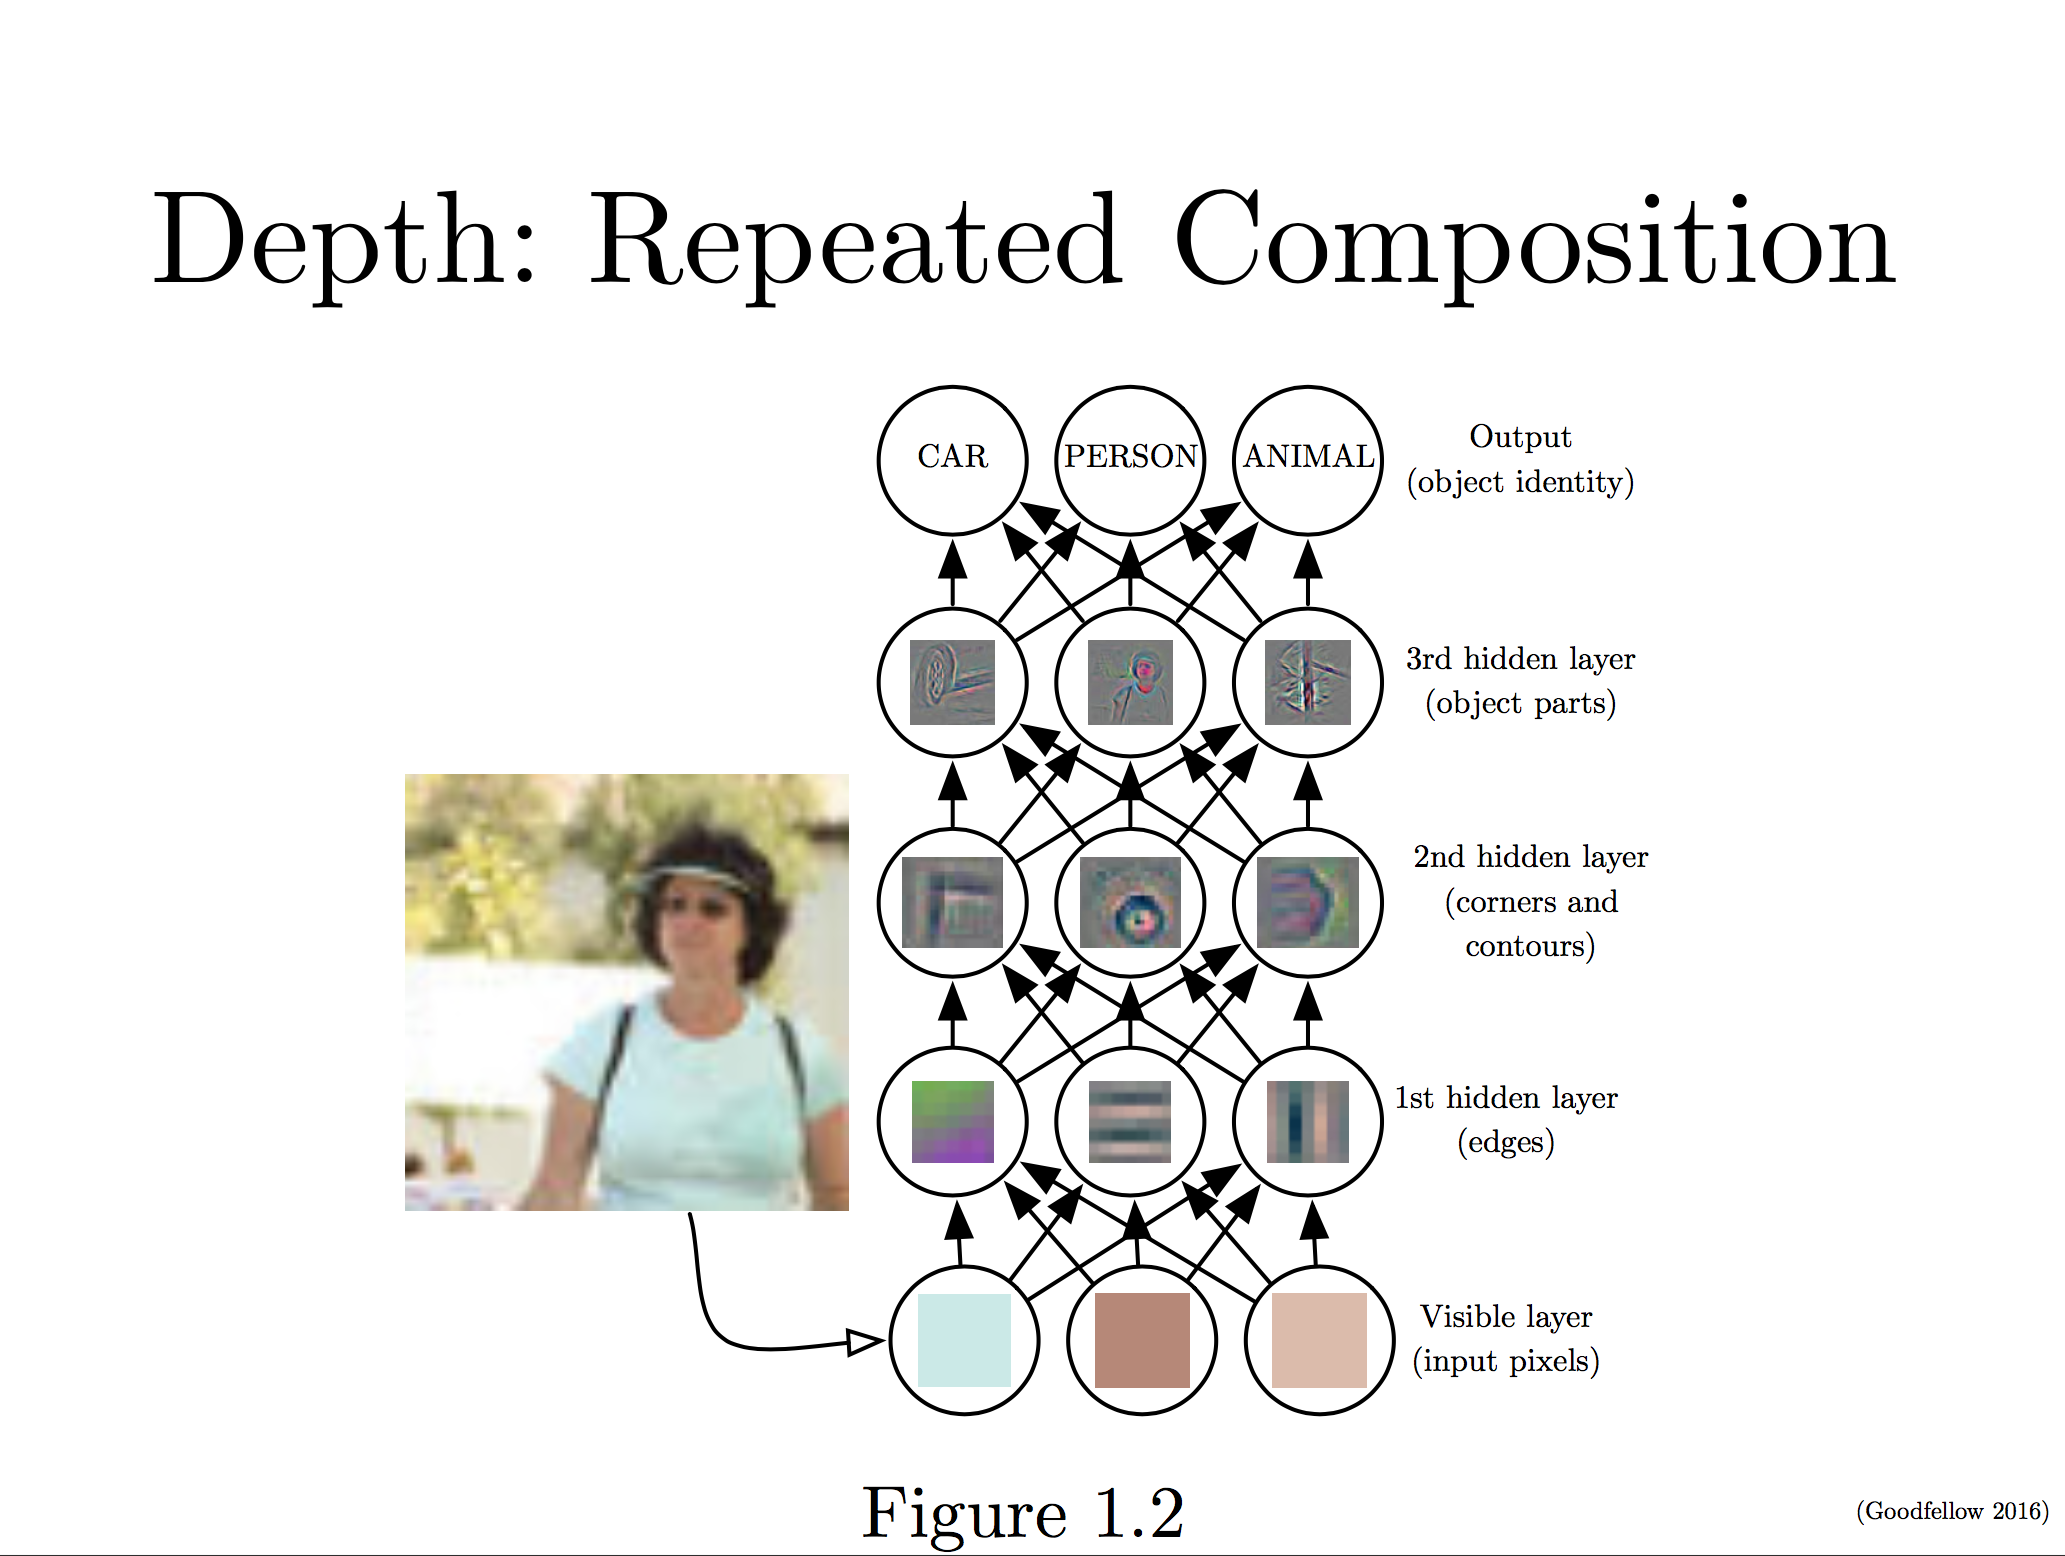 Depth: Repeated Composition
CAR PERSON ANIMAL
Output
(object identity)
3rd hidden layer
(object parts)
2nd hidden layer
(corners and
contours)
1st hidden layer
(edges)
Visible layer
(input pixels)
Figure 1.2
(Goodfellow 2016)